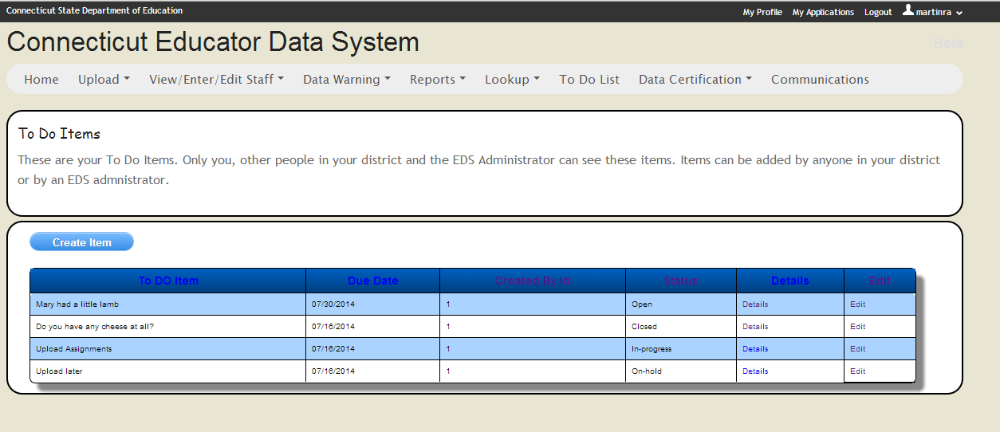 Connecticut State Department of Education
My Profile My Applications Logout martinra
Connecticut Educator Data System
Beta
Home Upload View/Enter/Edit Staff Data Warning Reports Lookup To Do List Data Certification Communications
To Do Items
These are your To Do Items. Only you, other people in your district and the EDS Administrator can see these items. Items can be added by anyone in your district
or by an EDS admnistrator.
Create Item
To DO Item Due Date Created By Id Status Details Edit
Mary had a little lamb 07/30/2014 1 Open Details Edit
Do you have any cheese at all? 07/16/2014 1 Closed Details Edit
Upload Assignments 07/16/2014 1 In-progress Details Edit
Upload later 07/16/2014 1 On-hold Details Edit